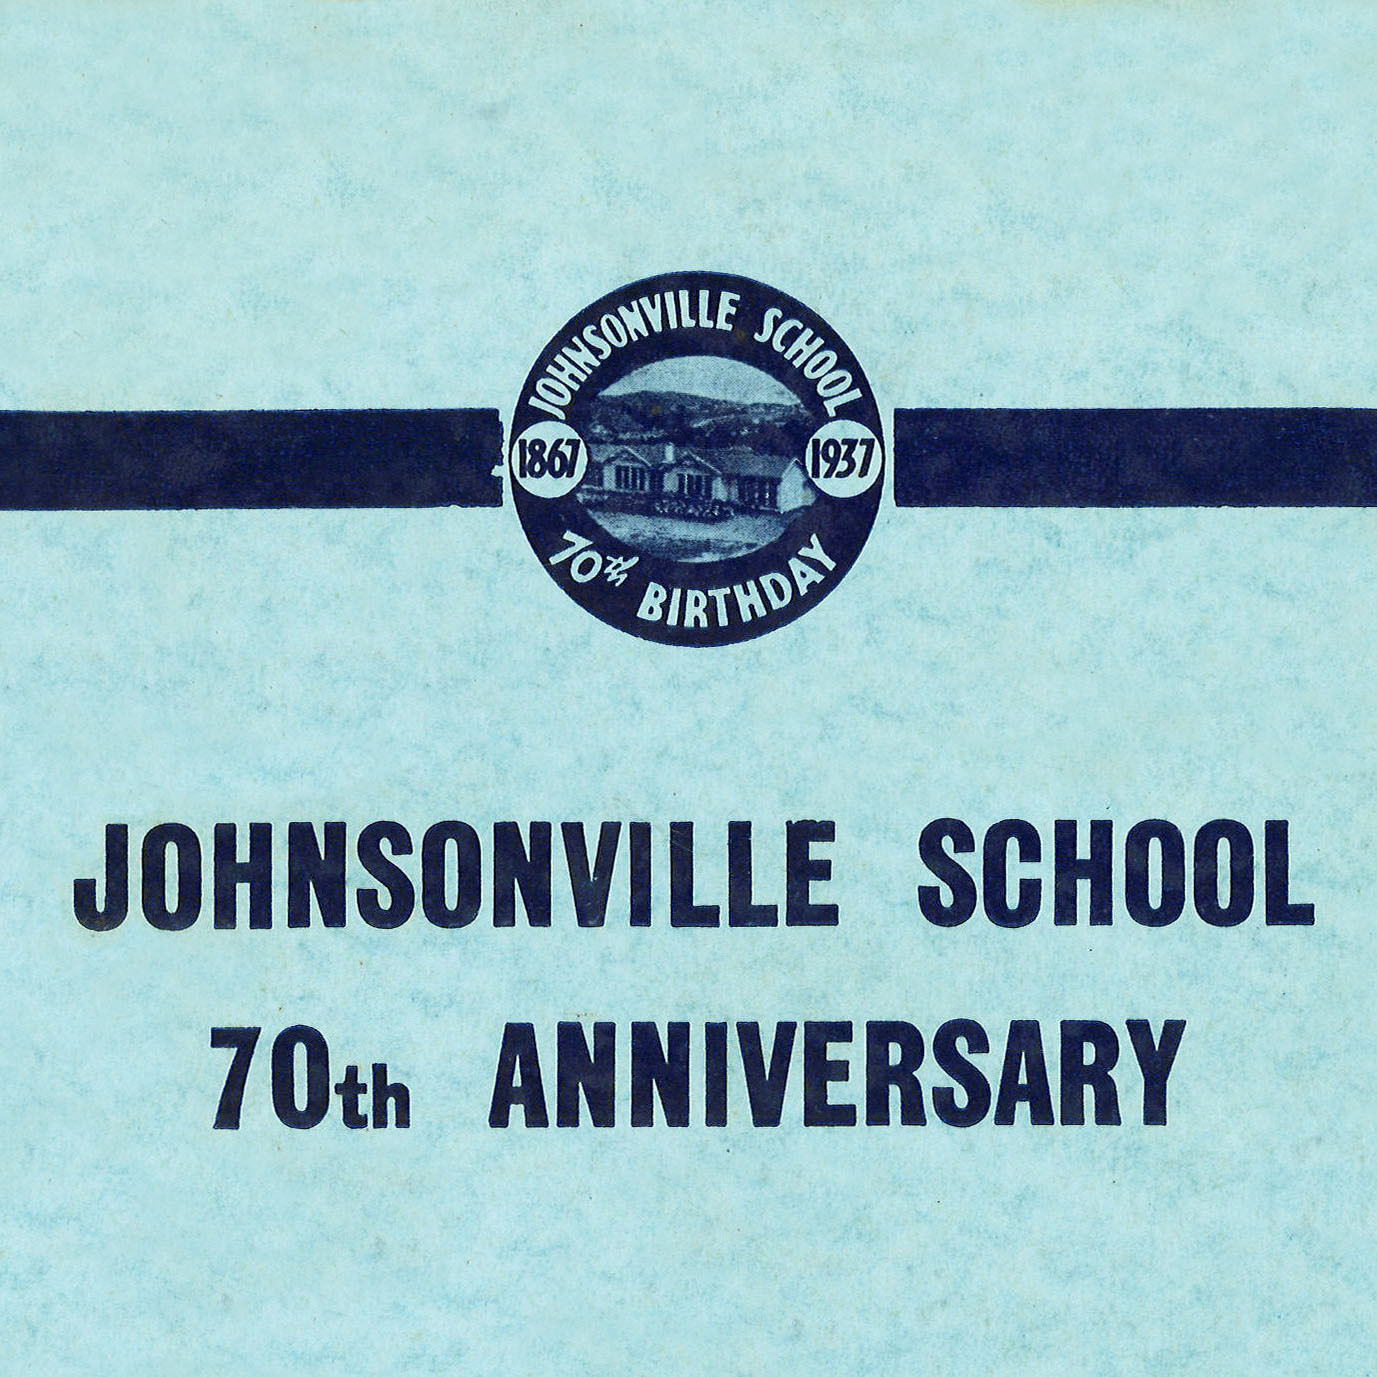 JOHNSONVILLE SCHOOL
1867
1937
70th BIRTHDAY
JOHNSONVILLE SCHOOL
70th ANNIVERSARY